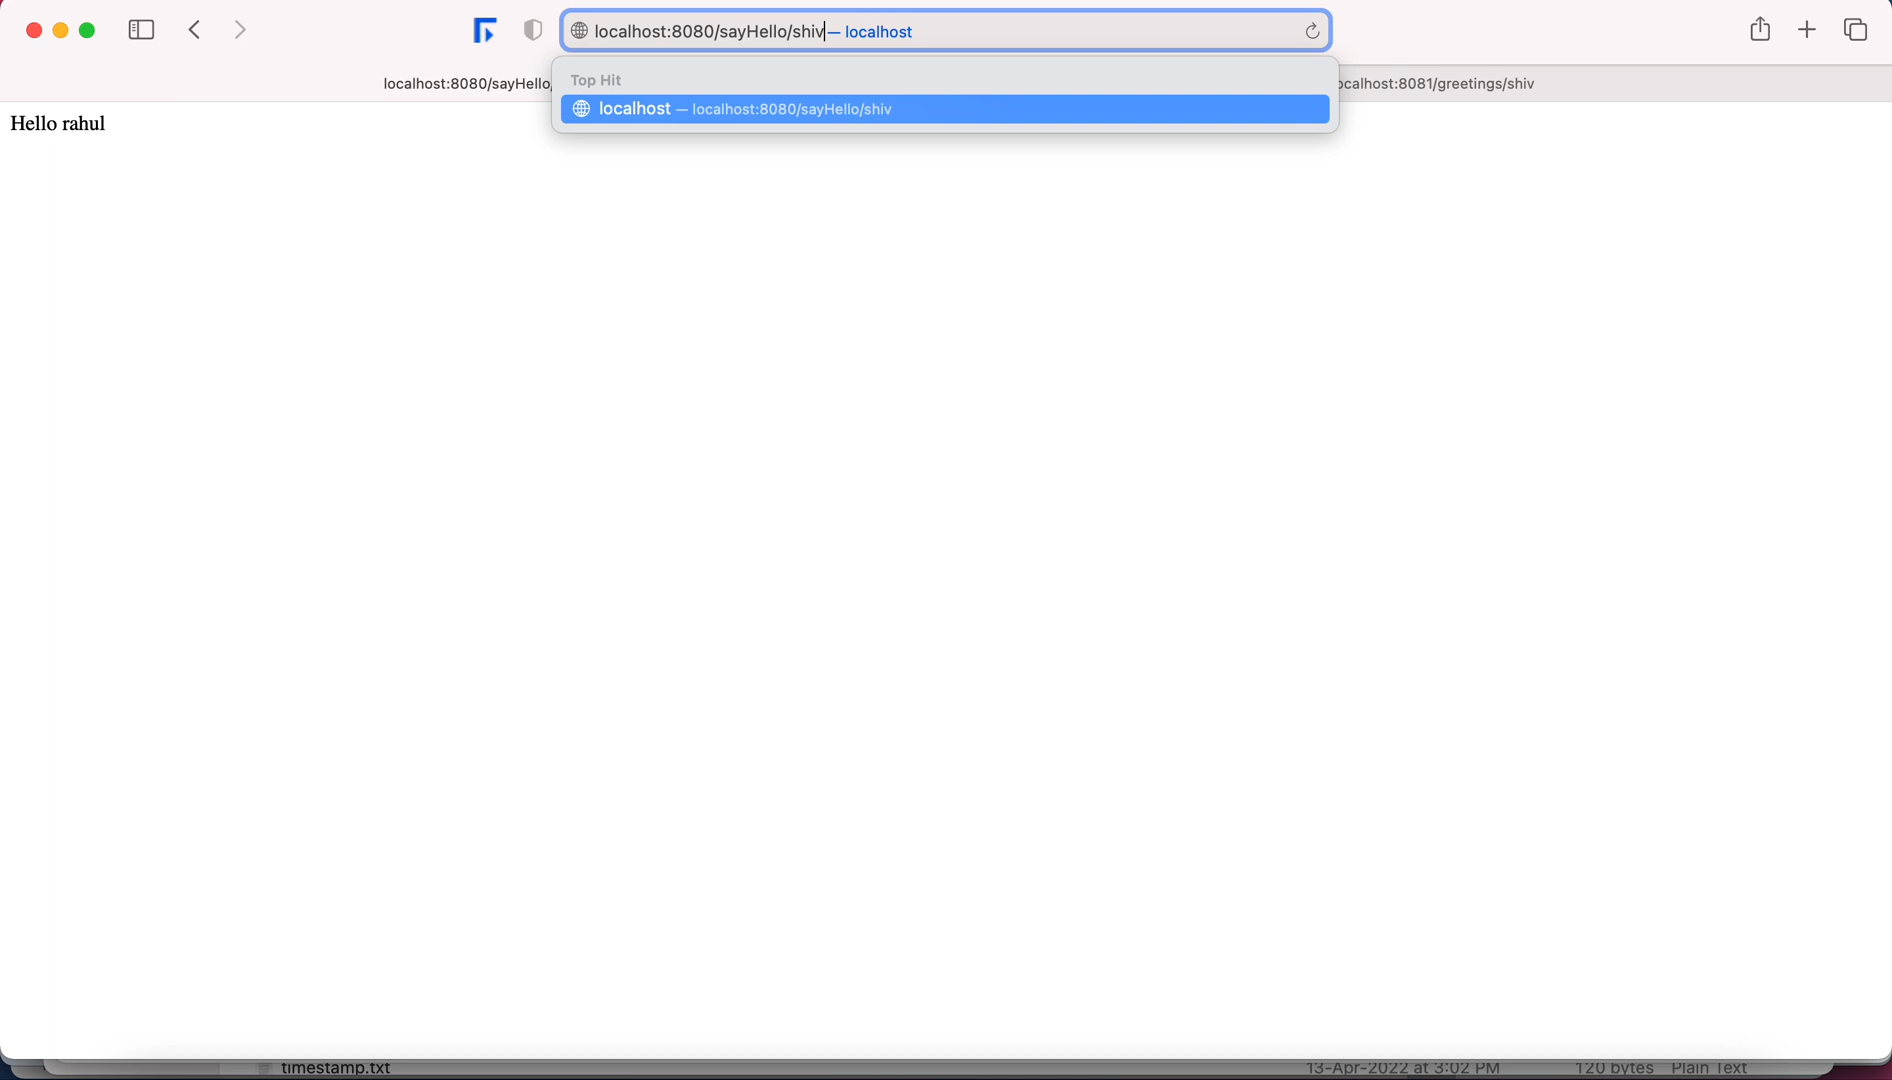 localhost:8080/sayHello/shiv — localhost
localhost:8080/sayHello/
Top Hit
localhost — localhost:8080/sayHello/shiv
ocalhost:8081/greetings/shiv
Hello rahul
timestamp.txt 13-Apr-2022 at 3:02 PM 120 bytes Plain Text